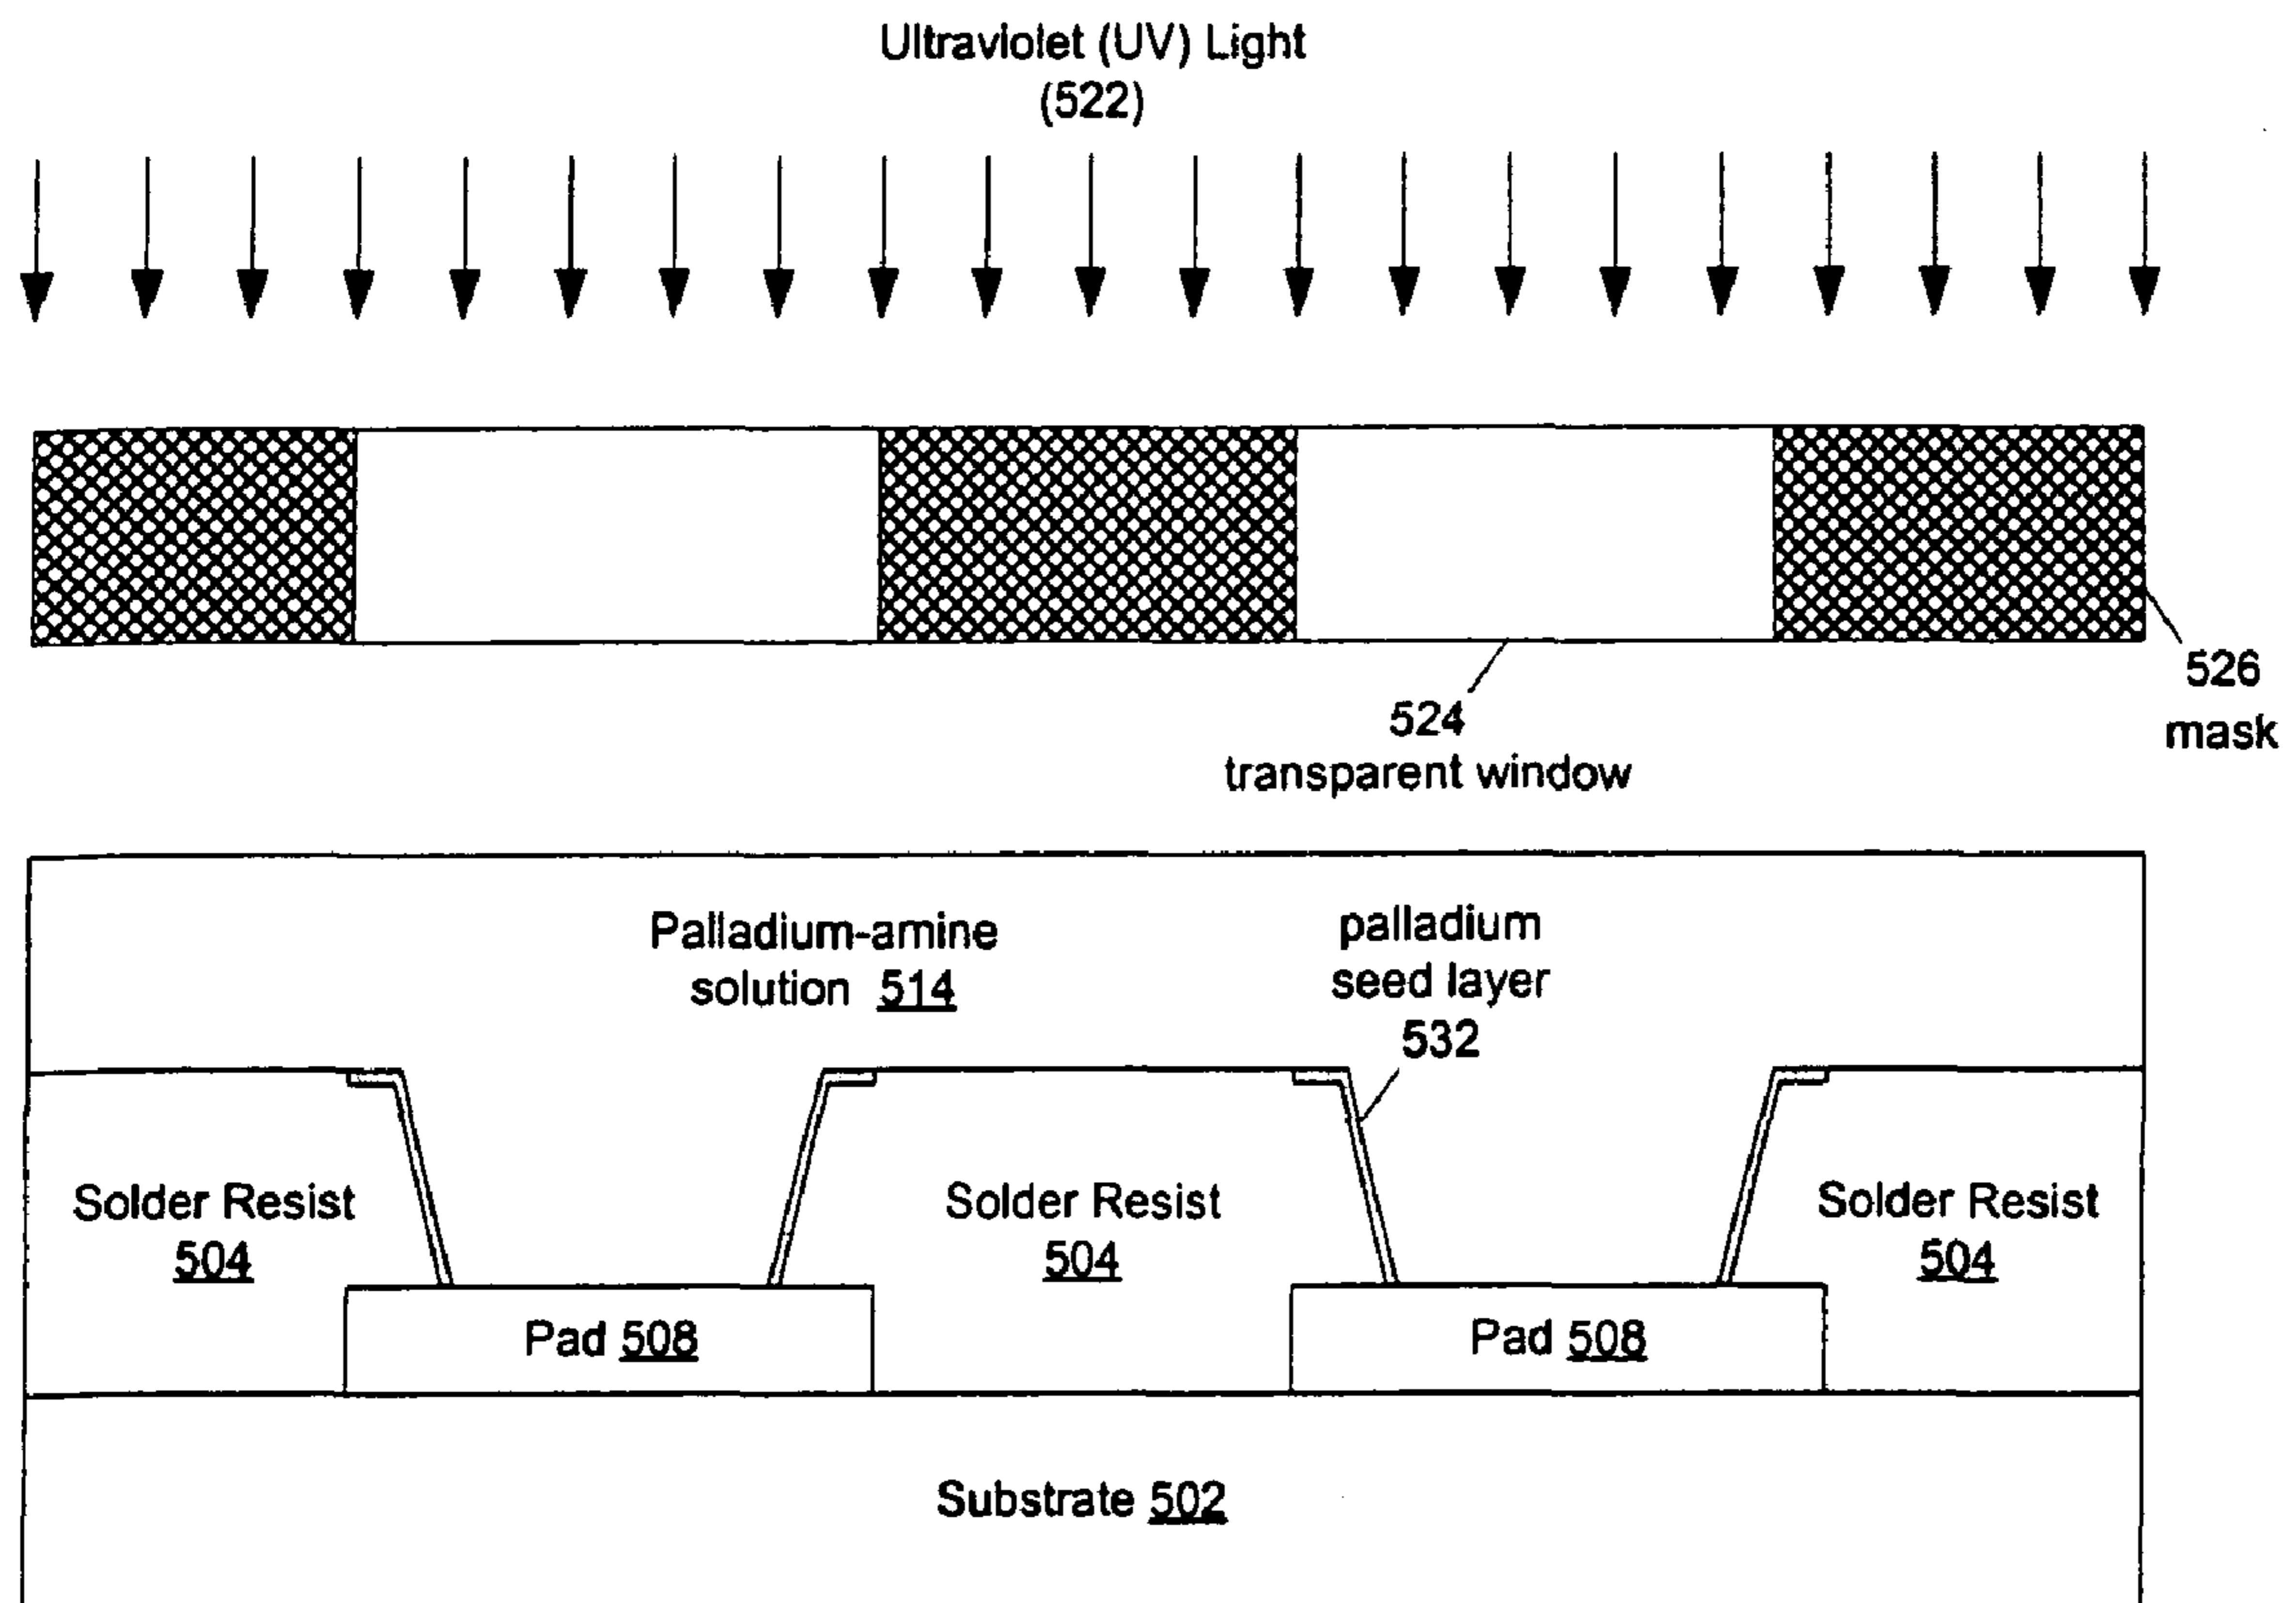 Ultraviolet (UV) Light
(522)
526
mask
524
transparent window
Palladium-amine
solution 514
palladium
seed layer
532
Solder Resist
504
Solder Resist
504
Solder Resist
504
Pad 508
Pad 508
Substrate 502